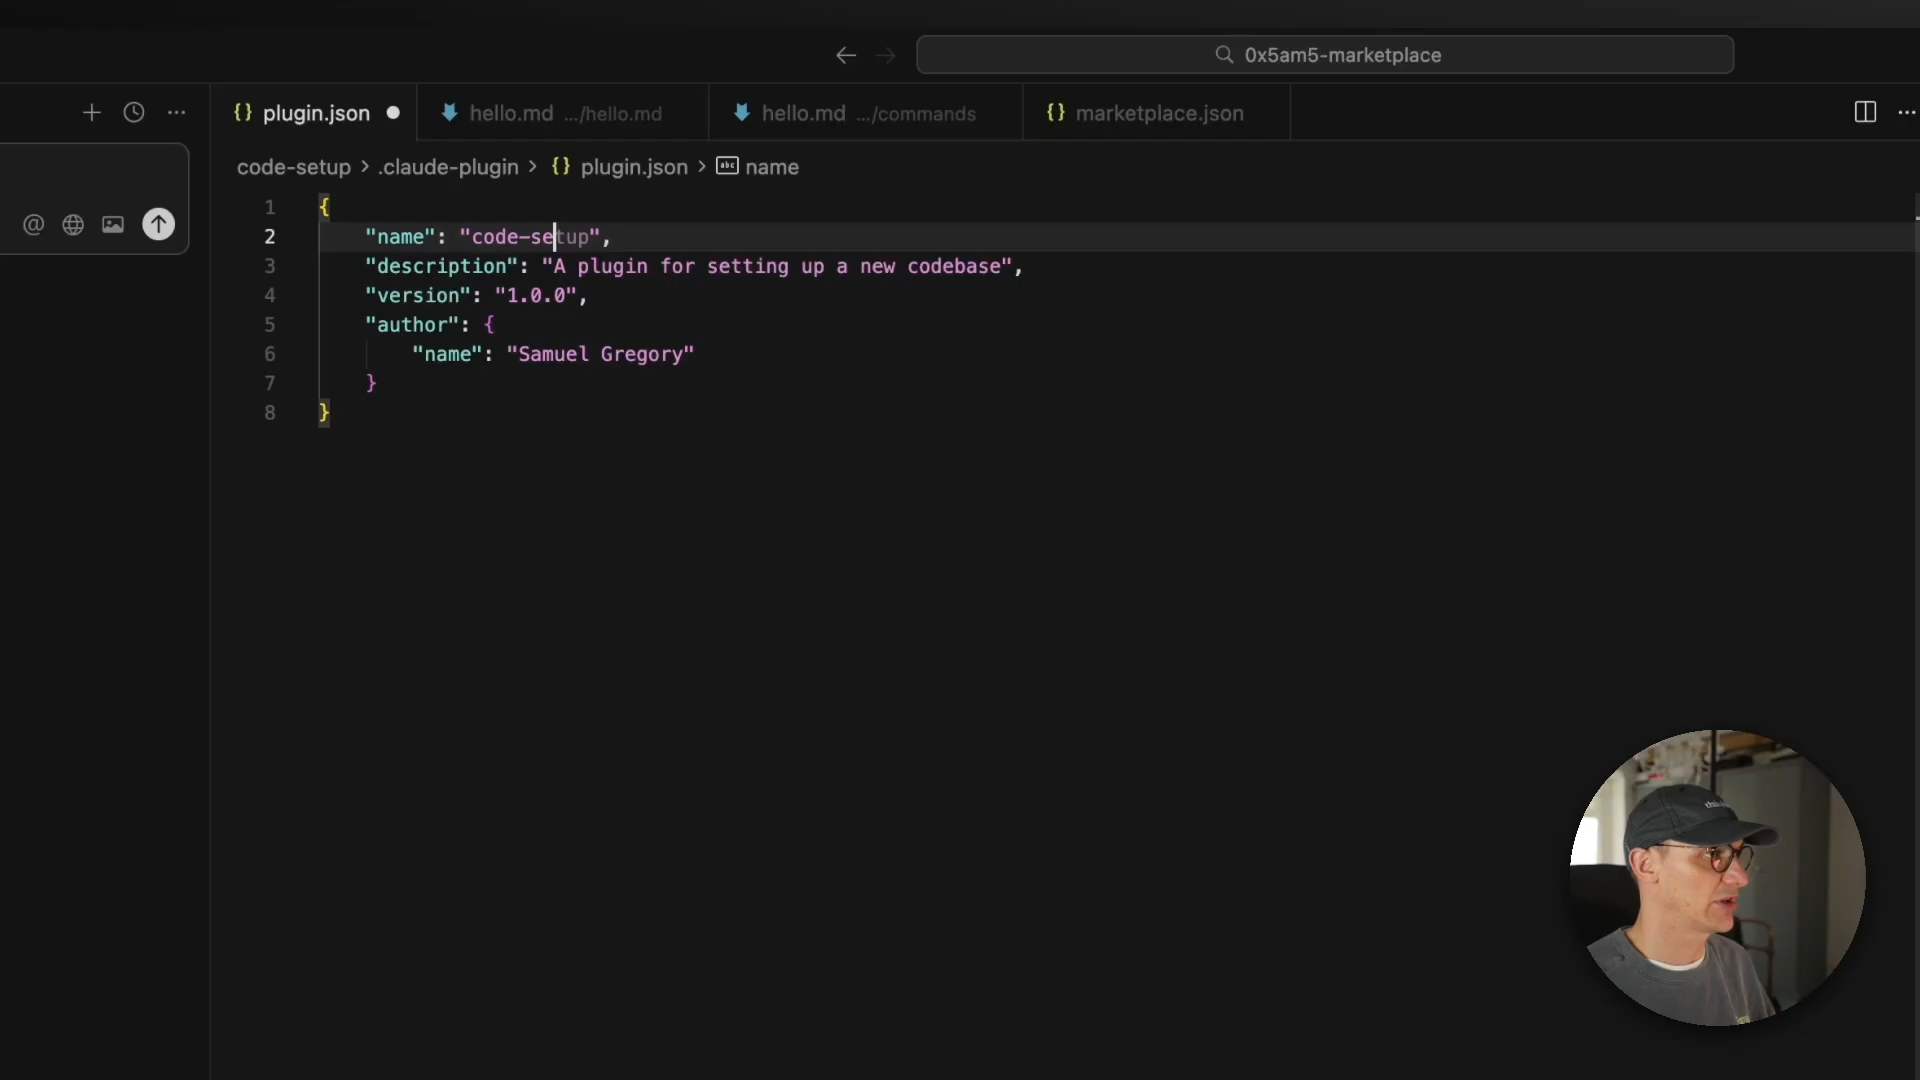 0x5am5-marketplace
{} plugin.json
hello.md .../hello.md
hello.md .../commands
{} marketplace.json
code-setup > .claude-plugin > {} plugin.json > abc name
1 {
2 "name": "code-setup",
3 "description": "A plugin for setting up a new codebase",
4 "version": "1.0.0",
5 "author": {
6 "name": "Samuel Gregory"
7 }
8 }